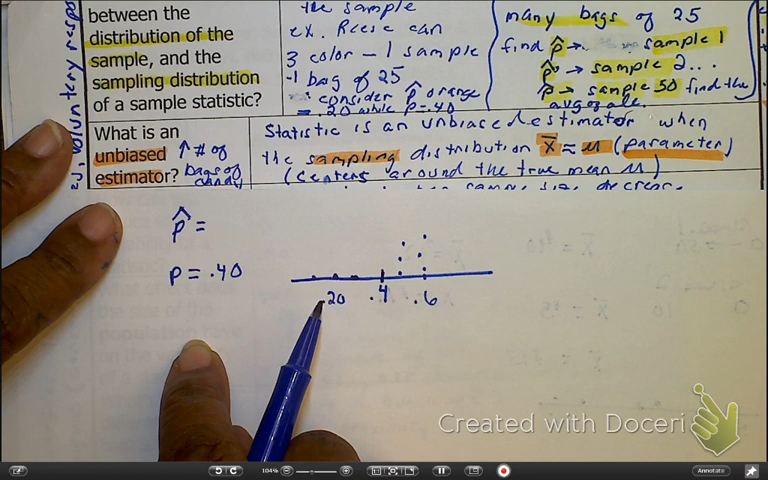 between the
distribution of the
sample, and the
sampling distribution
of a sample statistic?
the sample
ex. Reese can
3 color - 1 sample
-1 bag of 25
consider p̂ orange
= .20 while p = .40
many bags of 25
find p̂ → sample 1
p̂ → sample 2...
p̂ → sample 50 find the
avg of all.
voluntary resp
What is an
unbiased ↑ # of
estimator? bags of
candy
Statistic is an unbiased estimator when
the sampling distribution x̄ ≈ μ (parameter)
(centers around the true mean μ)
p̂ =
p = .40
.20 .4 .6
Created with Doceri
104%
Annotate